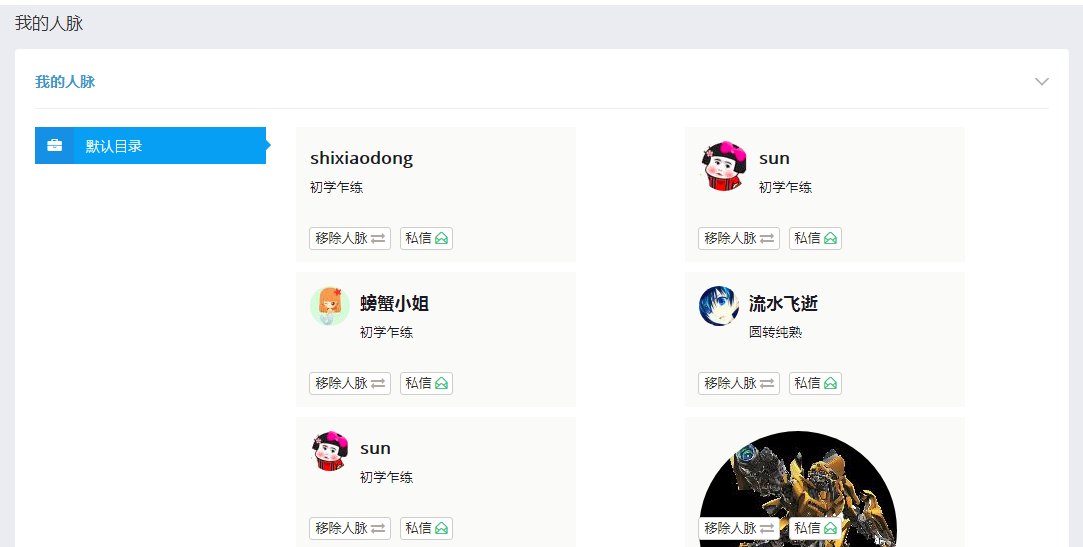 我的人脉
我的人脉
默认目录
shixiaodong
初学乍练
移除人脉 私信
sun
初学乍练
移除人脉 私信
螃蟹小姐
初学乍练
移除人脉 私信
流水飞逝
圆转纯熟
移除人脉 私信
sun
初学乍练
移除人脉 私信
移除人脉 私信